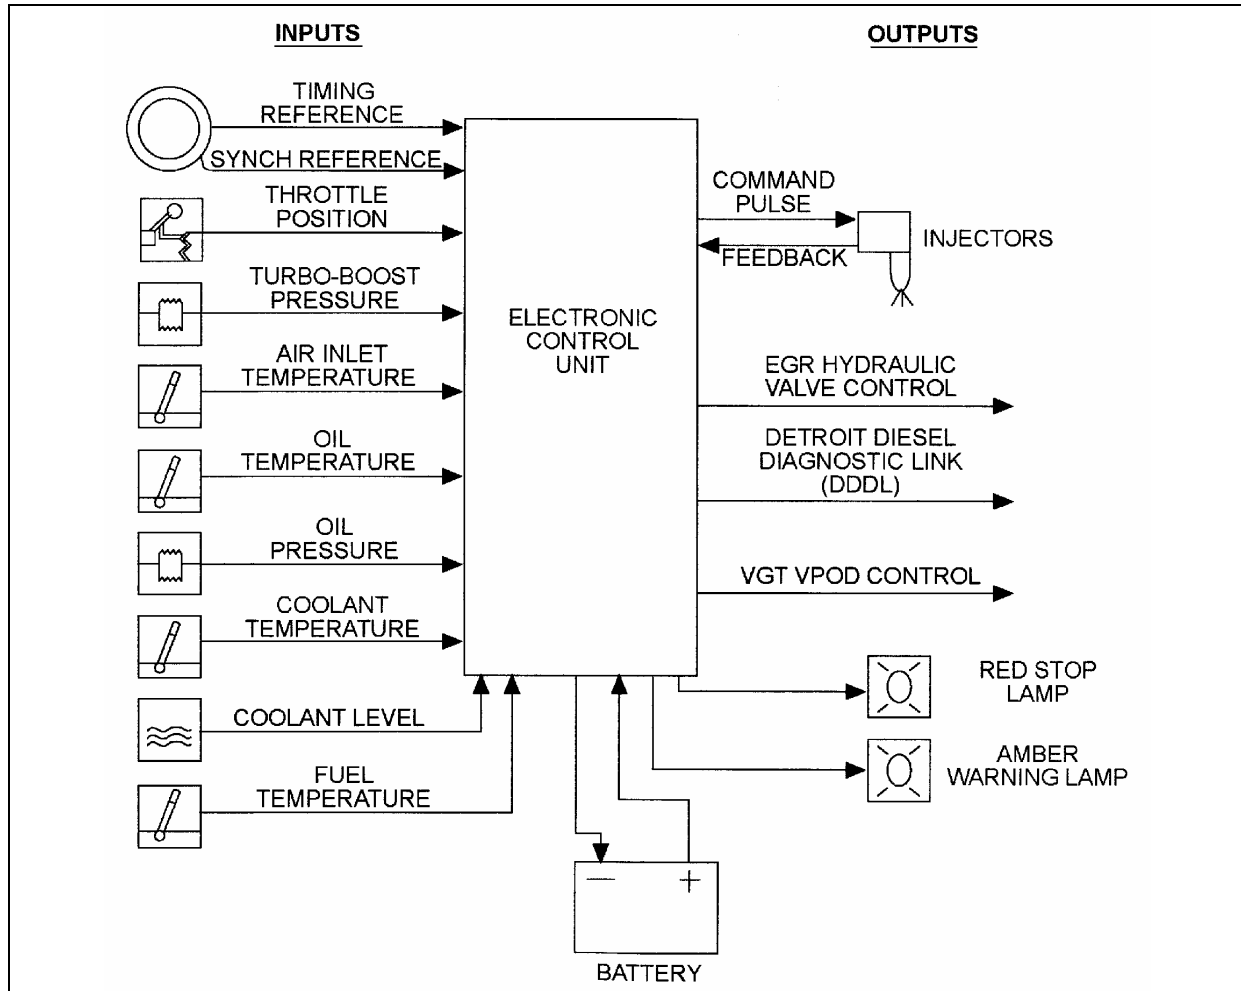 INPUTS
OUTPUTS
TIMING
REFERENCE
SYNCH REFERENCE
THROTTLE
POSITION
TURBO-BOOST
PRESSURE
AIR INLET
TEMPERATURE
OIL
TEMPERATURE
OIL
PRESSURE
COOLANT
TEMPERATURE
COOLANT LEVEL
FUEL
TEMPERATURE
ELECTRONIC
CONTROL
UNIT
COMMAND
PULSE
INJECTORS
FEEDBACK
EGR HYDRAULIC
VALVE CONTROL
DETROIT DIESEL
DIAGNOSTIC LINK
(DDDL)
VGT VPOD CONTROL
RED STOP
LAMP
AMBER
WARNING LAMP
— +
BATTERY